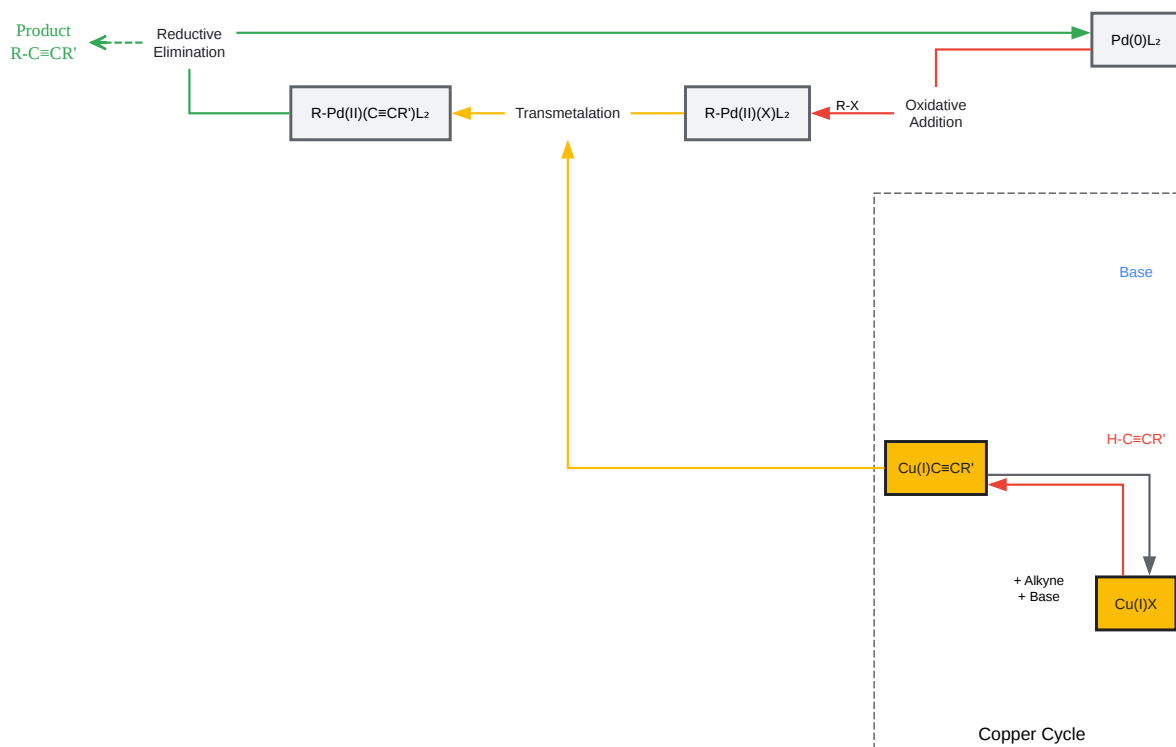 Product
R-C≡CR'
Reductive
Elimination
Pd(0)L₂
R-Pd(II)(C≡CR')L₂
Transmetalation
R-Pd(II)(X)L₂
R-X
Oxidative
Addition
Base
H-C≡CR'
Cu(I)C≡CR'
+ Alkyne
+ Base
Cu(I)X
Copper Cycle